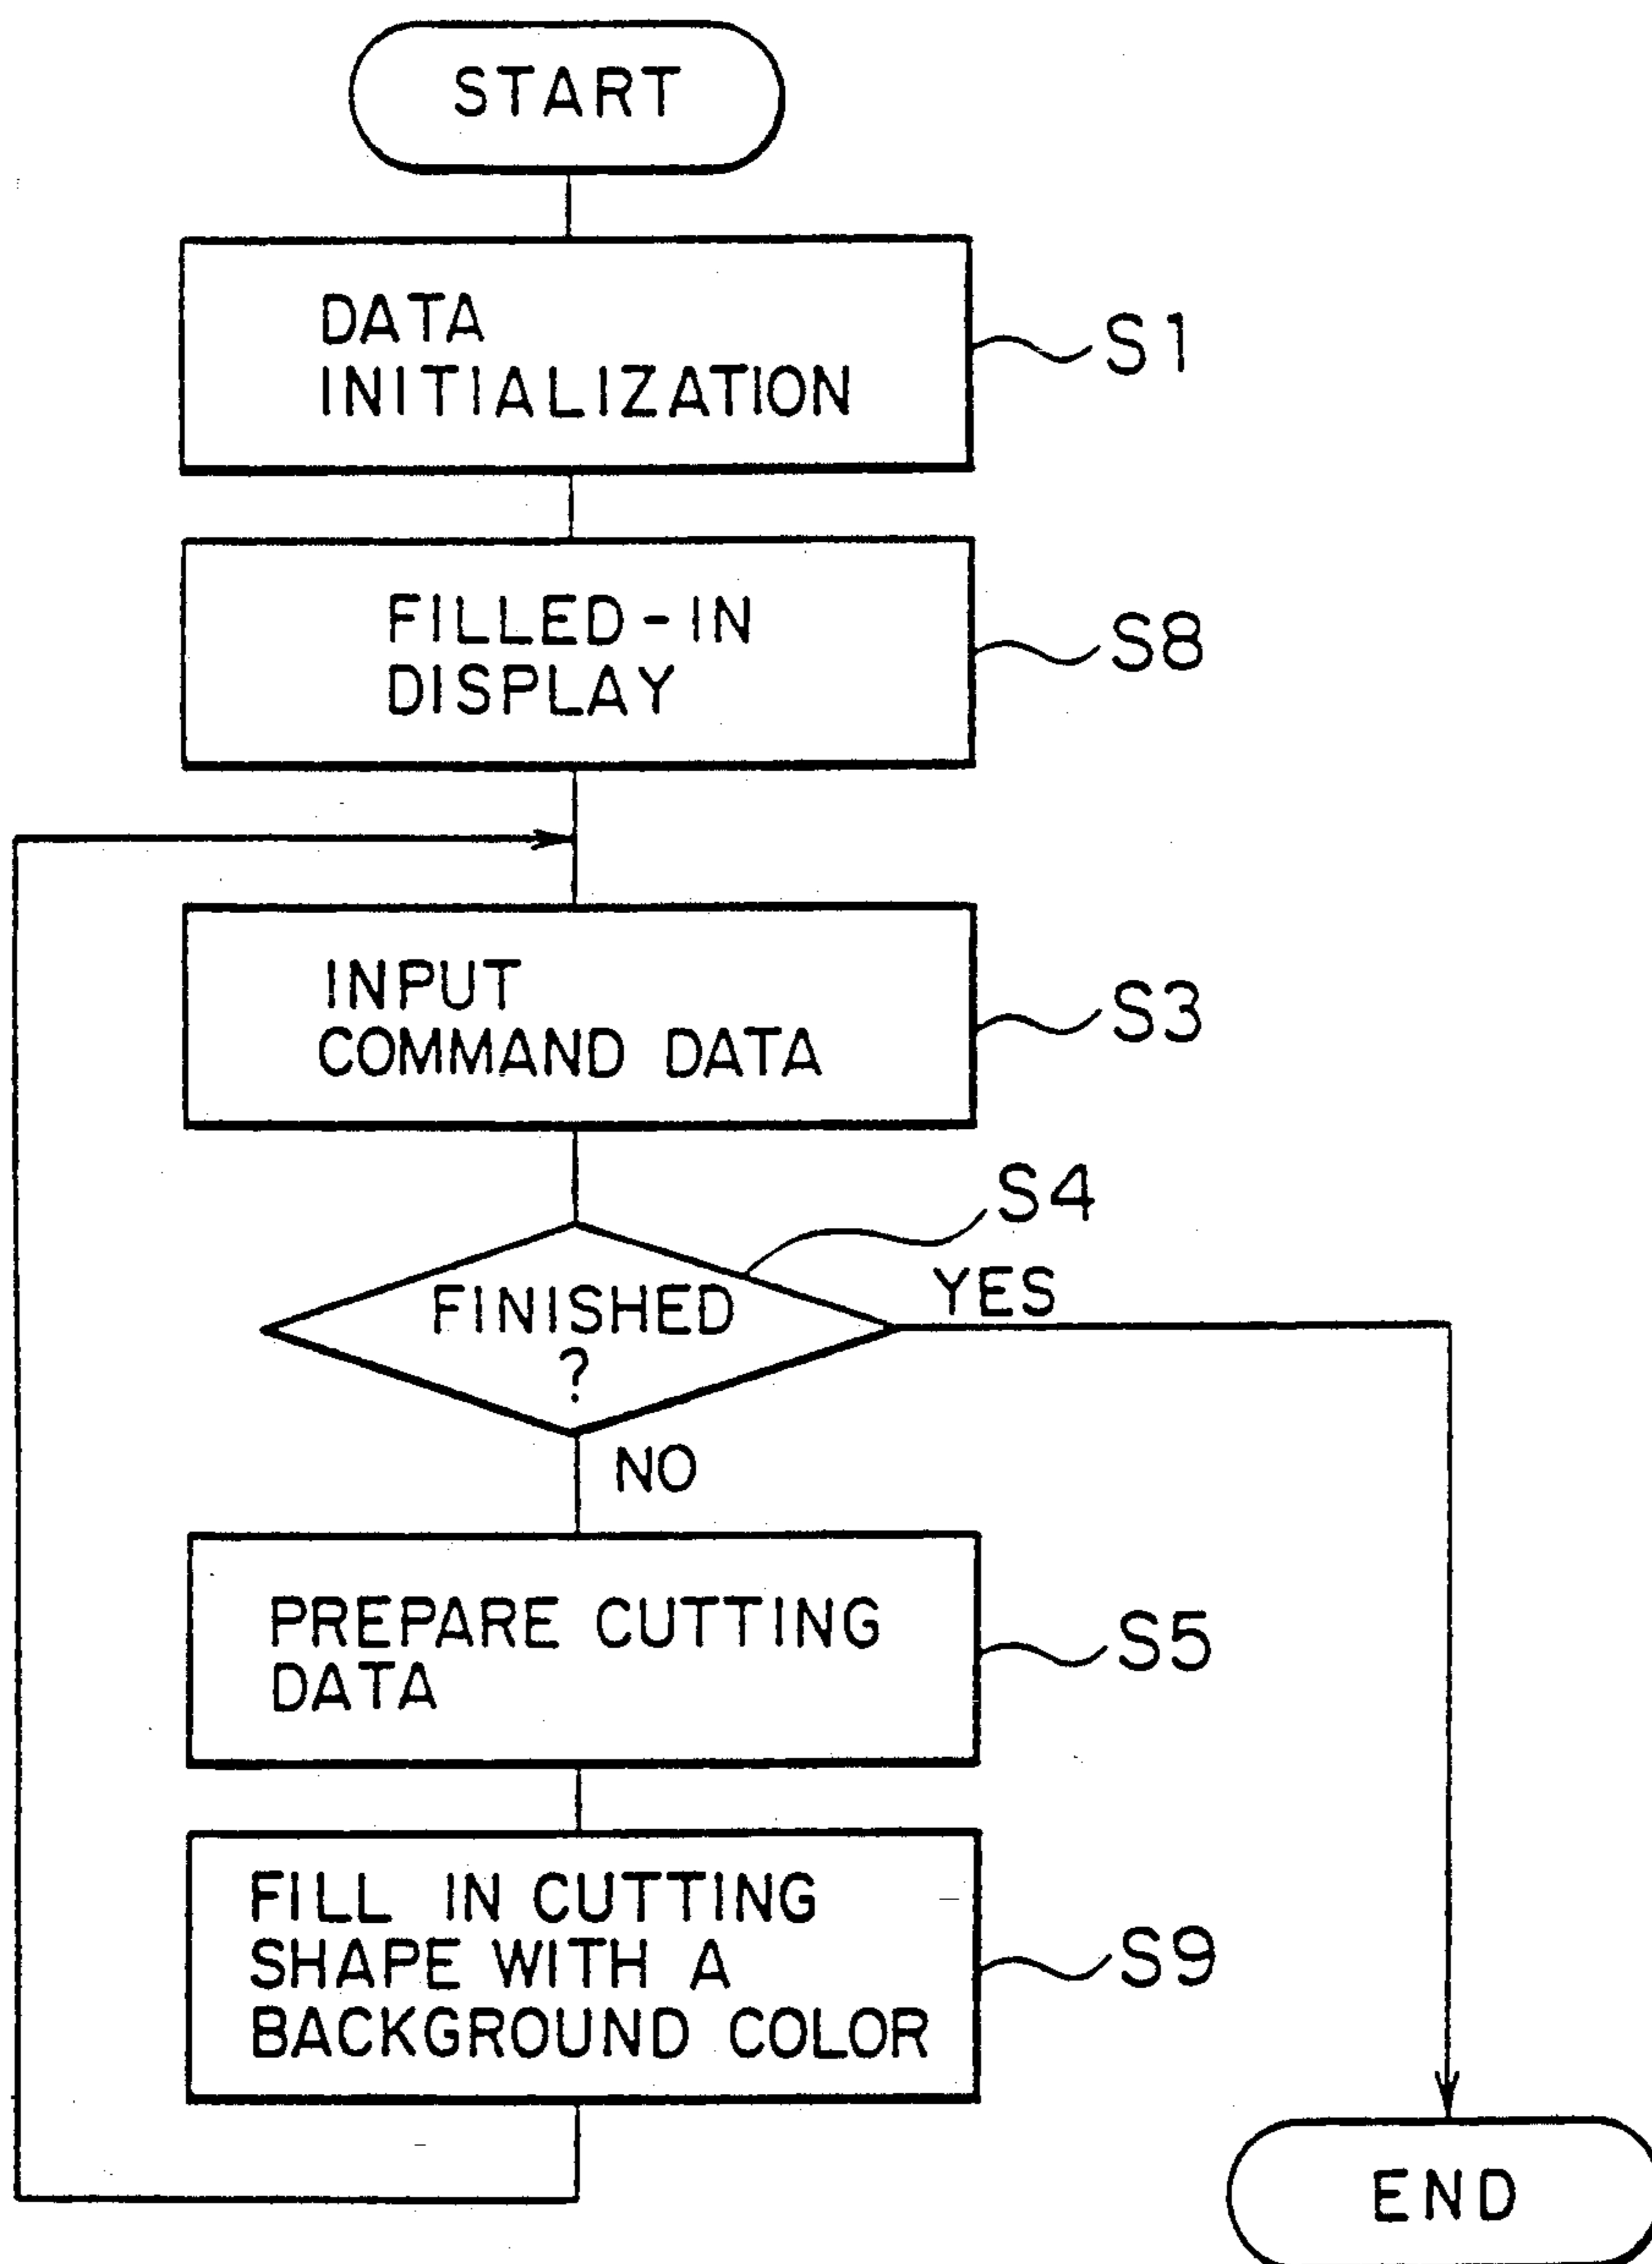 START
DATA
INITIALIZATION
S1
FILLED-IN
DISPLAY
S8
INPUT
COMMAND DATA
S3
S4
FINISHED
?
YES
NO
PREPARE CUTTING
DATA
S5
FILL IN CUTTING
SHAPE WITH A
BACKGROUND COLOR
S9
END